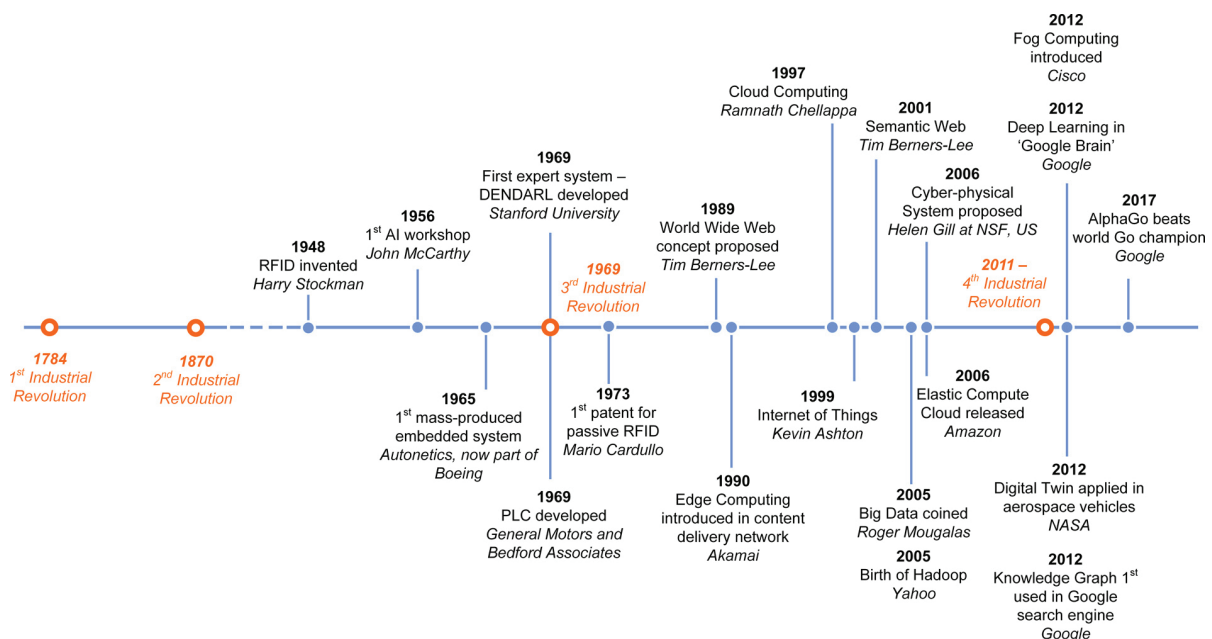 1784
1st Industrial
Revolution
1870
2nd Industrial
Revolution
1948
RFID invented
Harry Stockman
1956
1st AI workshop
John McCarthy
1965
1st mass-produced
embedded system
Autonetics, now part of
Boeing
1969
First expert system –
DENDARL developed
Stanford University
1969
3rd Industrial
Revolution
1969
PLC developed
General Motors and
Bedford Associates
1973
1st patent for
passive RFID
Mario Cardullo
1989
World Wide Web
concept proposed
Tim Berners-Lee
1990
Edge Computing
introduced in content
delivery network
Akamai
1997
Cloud Computing
Ramnath Chellappa
1999
Internet of Things
Kevin Ashton
2001
Semantic Web
Tim Berners-Lee
2005
Big Data coined
Roger Mougalas
2005
Birth of Hadoop
Yahoo
2006
Cyber-physical
System proposed
Helen Gill at NSF, US
2006
Elastic Compute
Cloud released
Amazon
2011 –
4th Industrial
Revolution
2012
Fog Computing
introduced
Cisco
2012
Deep Learning in
‘Google Brain’
Google
2012
Digital Twin applied in
aerospace vehicles
NASA
2012
Knowledge Graph 1st
used in Google
search engine
Google
2017
AlphaGo beats
world Go champion
Google